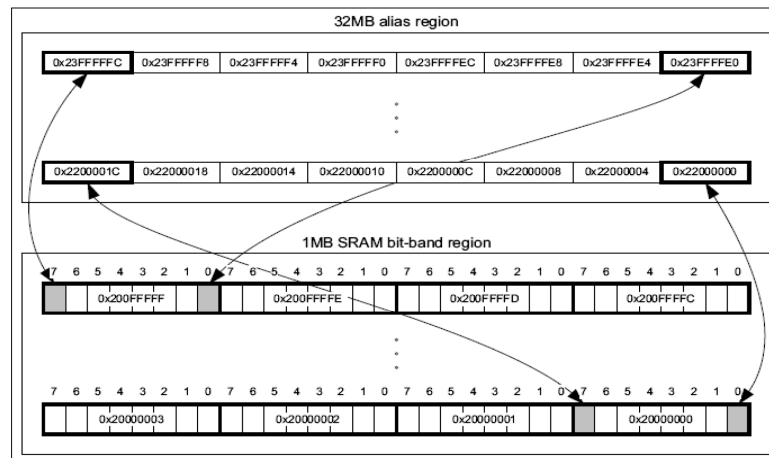 32MB alias region
0x23FFFFFC 0x23FFFFF8 0x23FFFFF4 0x23FFFFF0 0x23FFFFEC 0x23FFFFE8 0x23FFFFE4 0x23FFFFE0
0x2200001C 0x22000018 0x22000014 0x22000010 0x2200000C 0x22000008 0x22000004 0x22000000
1MB SRAM bit-band region
7 6 5 4 3 2 1 0 7 6 5 4 3 2 1 0 7 6 5 4 3 2 1 0 7 6 5 4 3 2 1 0
0x200FFFFF 0x200FFFFE 0x200FFFFD 0x200FFFFC
7 6 5 4 3 2 1 0 7 6 5 4 3 2 1 0 7 6 5 4 3 2 1 0 7 6 5 4 3 2 1 0
0x20000003 0x20000002 0x20000001 0x20000000